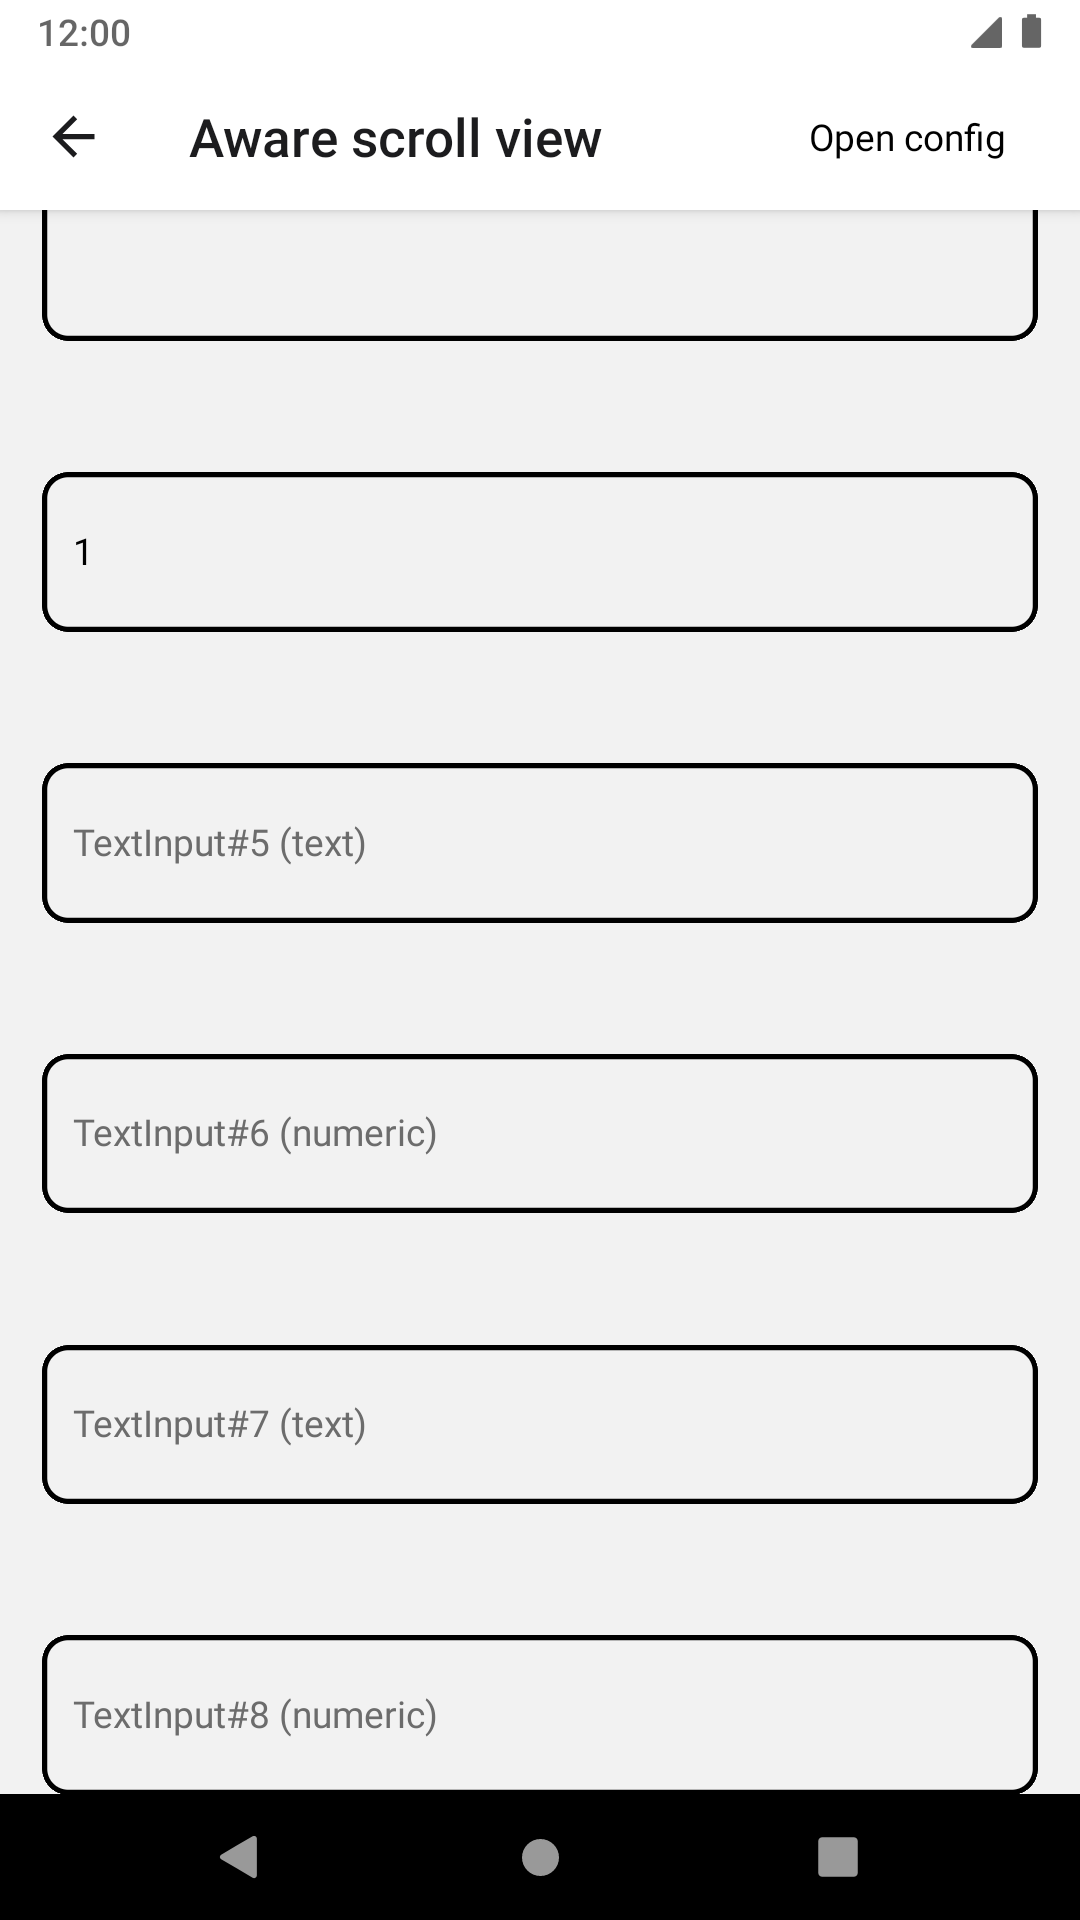 12:00
Aware scroll view
Open config
1
TextInput#5 (text)
TextInput#6 (numeric)
TextInput#7 (text)
TextInput#8 (numeric)